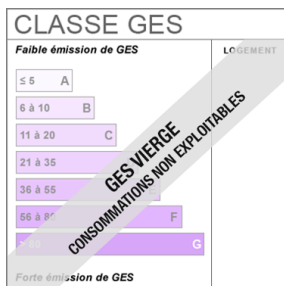 CLASSE GES
Faible émission de GES
LOGEMENT
≤ 5 A
6 à 10 B
11 à 20 C
21 à 35
36 à 55 E
56 à 80 F
> 80 G
GES VIERGE
CONSOMMATIONS NON EXPLOITABLES
Forte émission de GES